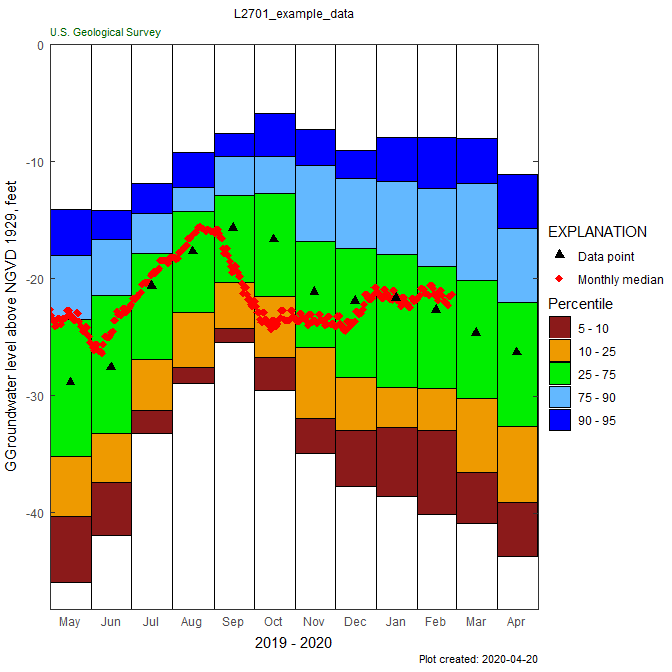 L2701_example_data
U.S. Geological Survey
GGroundwater level above NGVD 1929, feet
0
-10
-20
-30
-40
May Jun Jul Aug Sep Oct Nov Dec Jan Feb Mar Apr
2019 - 2020
EXPLANATION
Data point
Monthly median
Percentile
5 - 10
10 - 25
25 - 75
75 - 90
90 - 95
Plot created: 2020-04-20